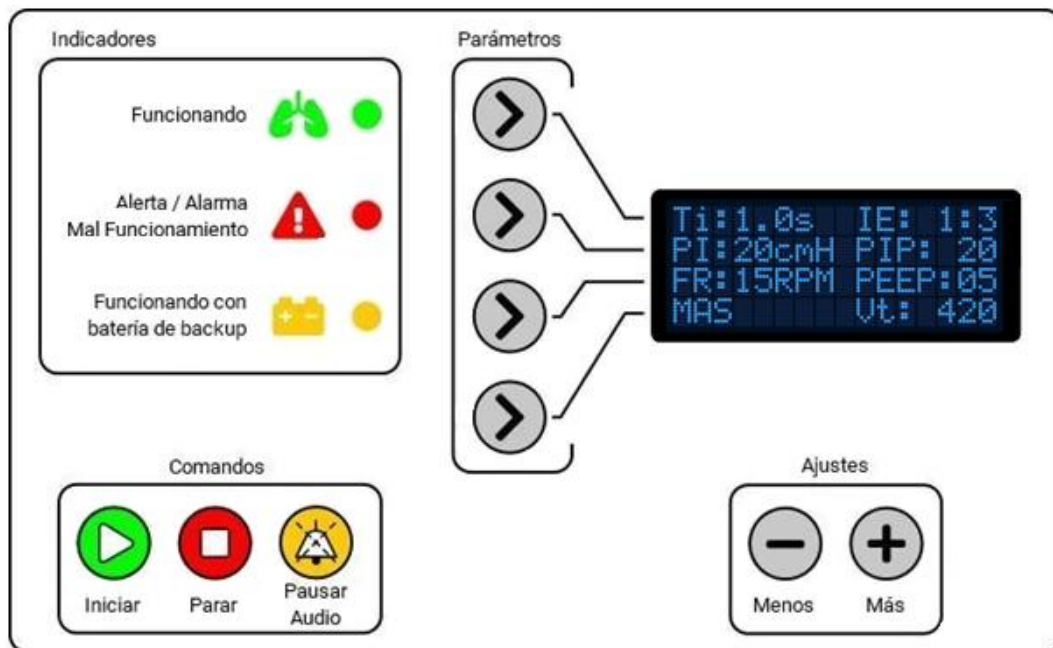 Indicadores
Funcionando
Alerta / Alarma
Mal Funcionamiento
Funcionando con
batería de backup
Parámetros
Ti:1.0s IE: 1:3
PI:20cmH PIP: 20
FR:15RPM PEEP:05
MAS Vt: 420
Comandos
Iniciar
Parar
Pausar
Audio
Ajustes
Menos
Más